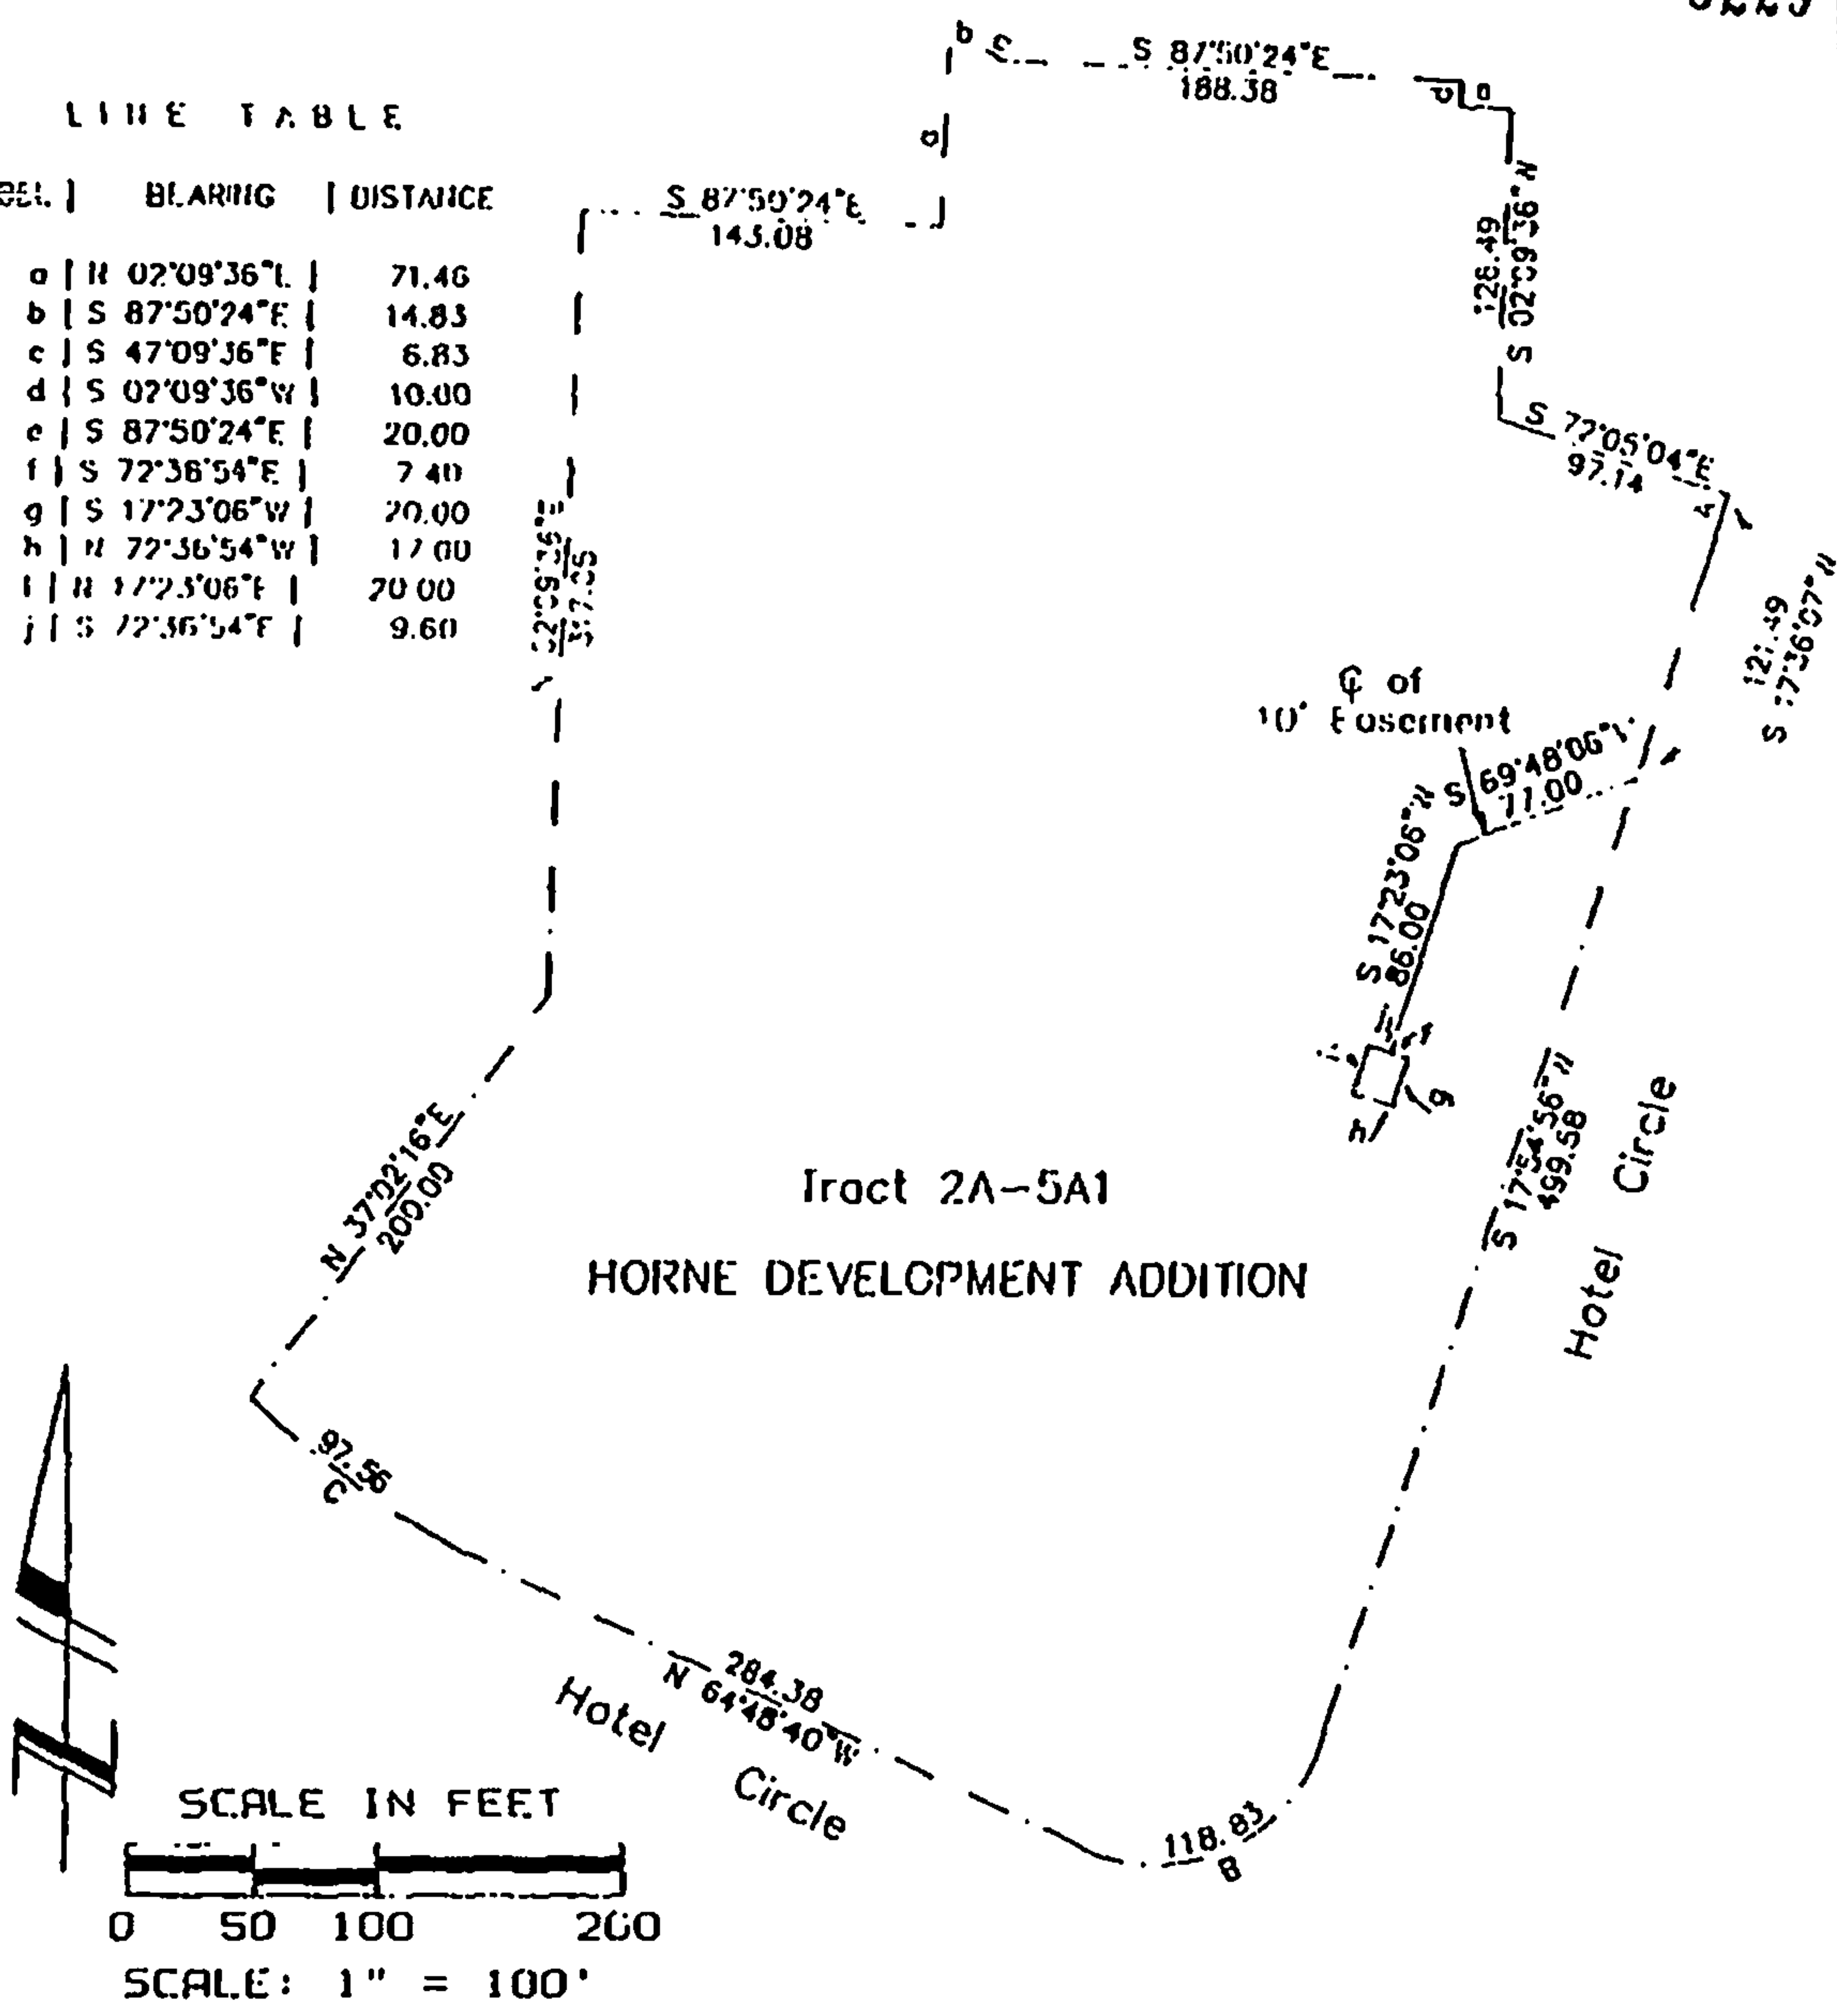 LINE TABLE
BEARING | DISTANCE
a | N 02°09'36"E | 71.46
b | S 87°50'24"E | 14.83
c | S 47°09'36"E | 6.83
d | S 02°09'36"W | 10.00
e | S 87°50'24"E | 20.00
f | S 72°36'54"E | 7.40
g | S 17°23'06"W | 20.00
h | N 72°36'54"W | 17.00
i | N 17°23'06"E | 20.00
j | S 72°36'54"E | 9.60
b c
S 87°50'24"E
188.38
d e
a
S 87°50'24"E
143.08
128.49
S 02°09'36"W
S 72°05'04"E
97.14
A
℄ of
10' Easement
S 69°48'06"
71.00
S 17°23'06"W
86.00
j f
i
g
h
N 37°02'16"E
200.00
Tract 2A-5A1
HORNE DEVELOPMENT ADDITION
499.58
Hotel Circle
97.56
C
284.38
N 64°48'40"W
Hotel Circle
118.83
B
N
SCALE IN FEET
0 50 100 200
SCALE: 1" = 100'